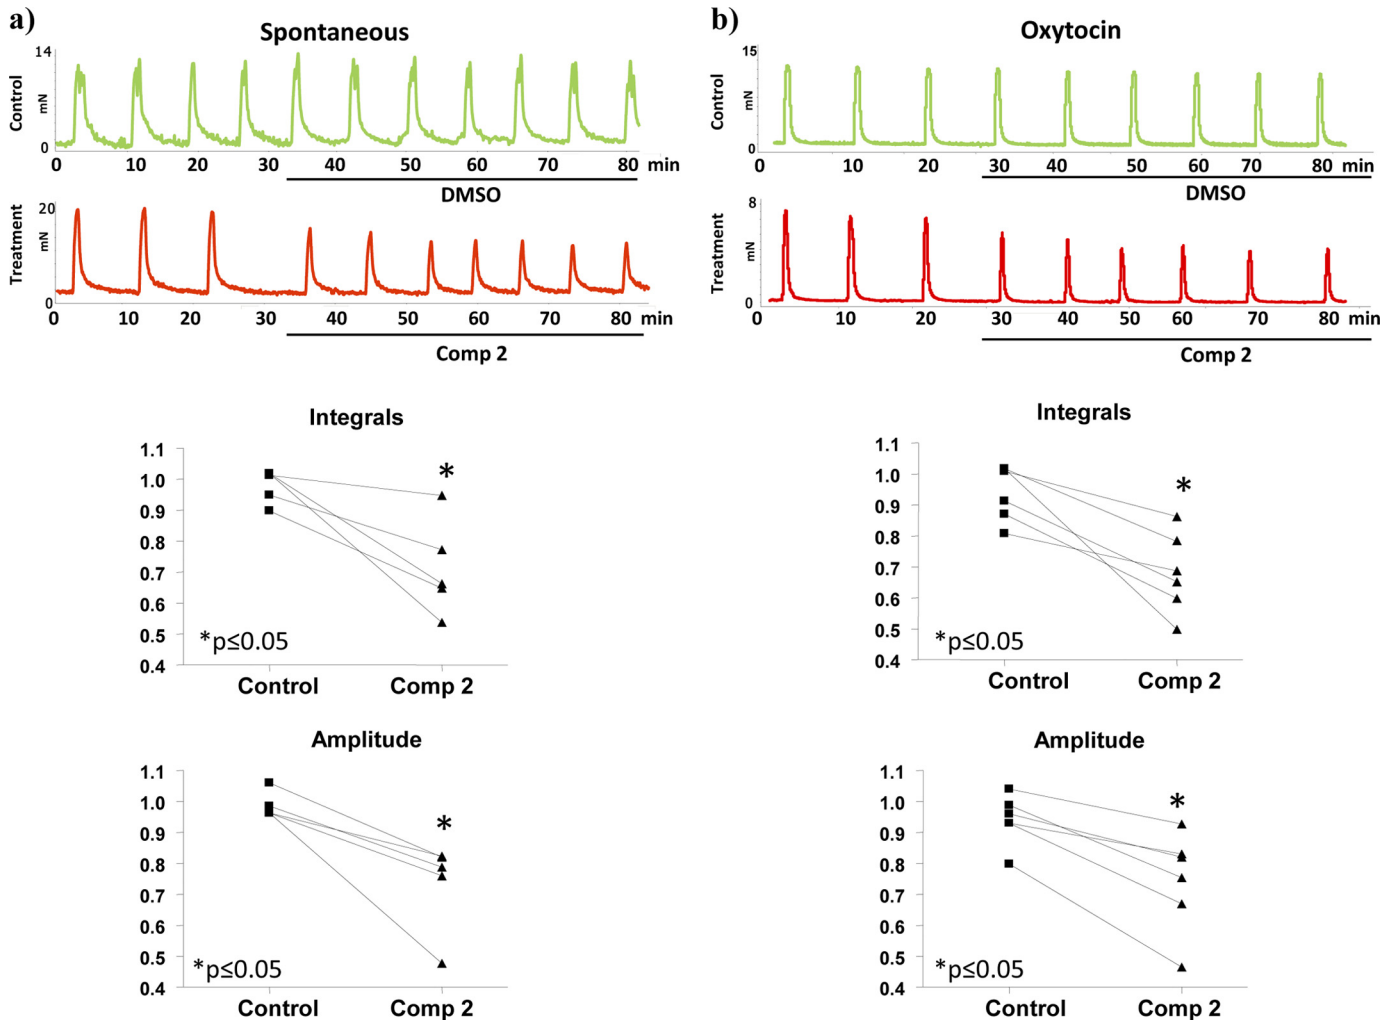 a)
Spontaneous
Control
mN
14
0
0 10 20 30 40 50 60 70 82 min
DMSO
Treatment
mN
20
0
0 10 20 30 40 50 60 70 82 min
Comp 2
Integrals
1.1
1.0
0.9
0.8
0.7
0.6
0.5
0.4
*
*p≤0.05
Control Comp 2
Amplitude
1.1
1.0
0.9
0.8
0.7
0.6
0.5
0.4
*
*p≤0.05
Control Comp 2
b)
Oxytocin
Control
mN
15
0
0 10 20 30 40 50 60 70 80 min
DMSO
Treatment
mN
8
0
0 10 20 30 40 50 60 70 80 min
Comp 2
Integrals
1.1
1.0
0.9
0.8
0.7
0.6
0.5
0.4
*
*p≤0.05
Control Comp 2
Amplitude
1.1
1.0
0.9
0.8
0.7
0.6
0.5
0.4
*
*p≤0.05
Control Comp 2